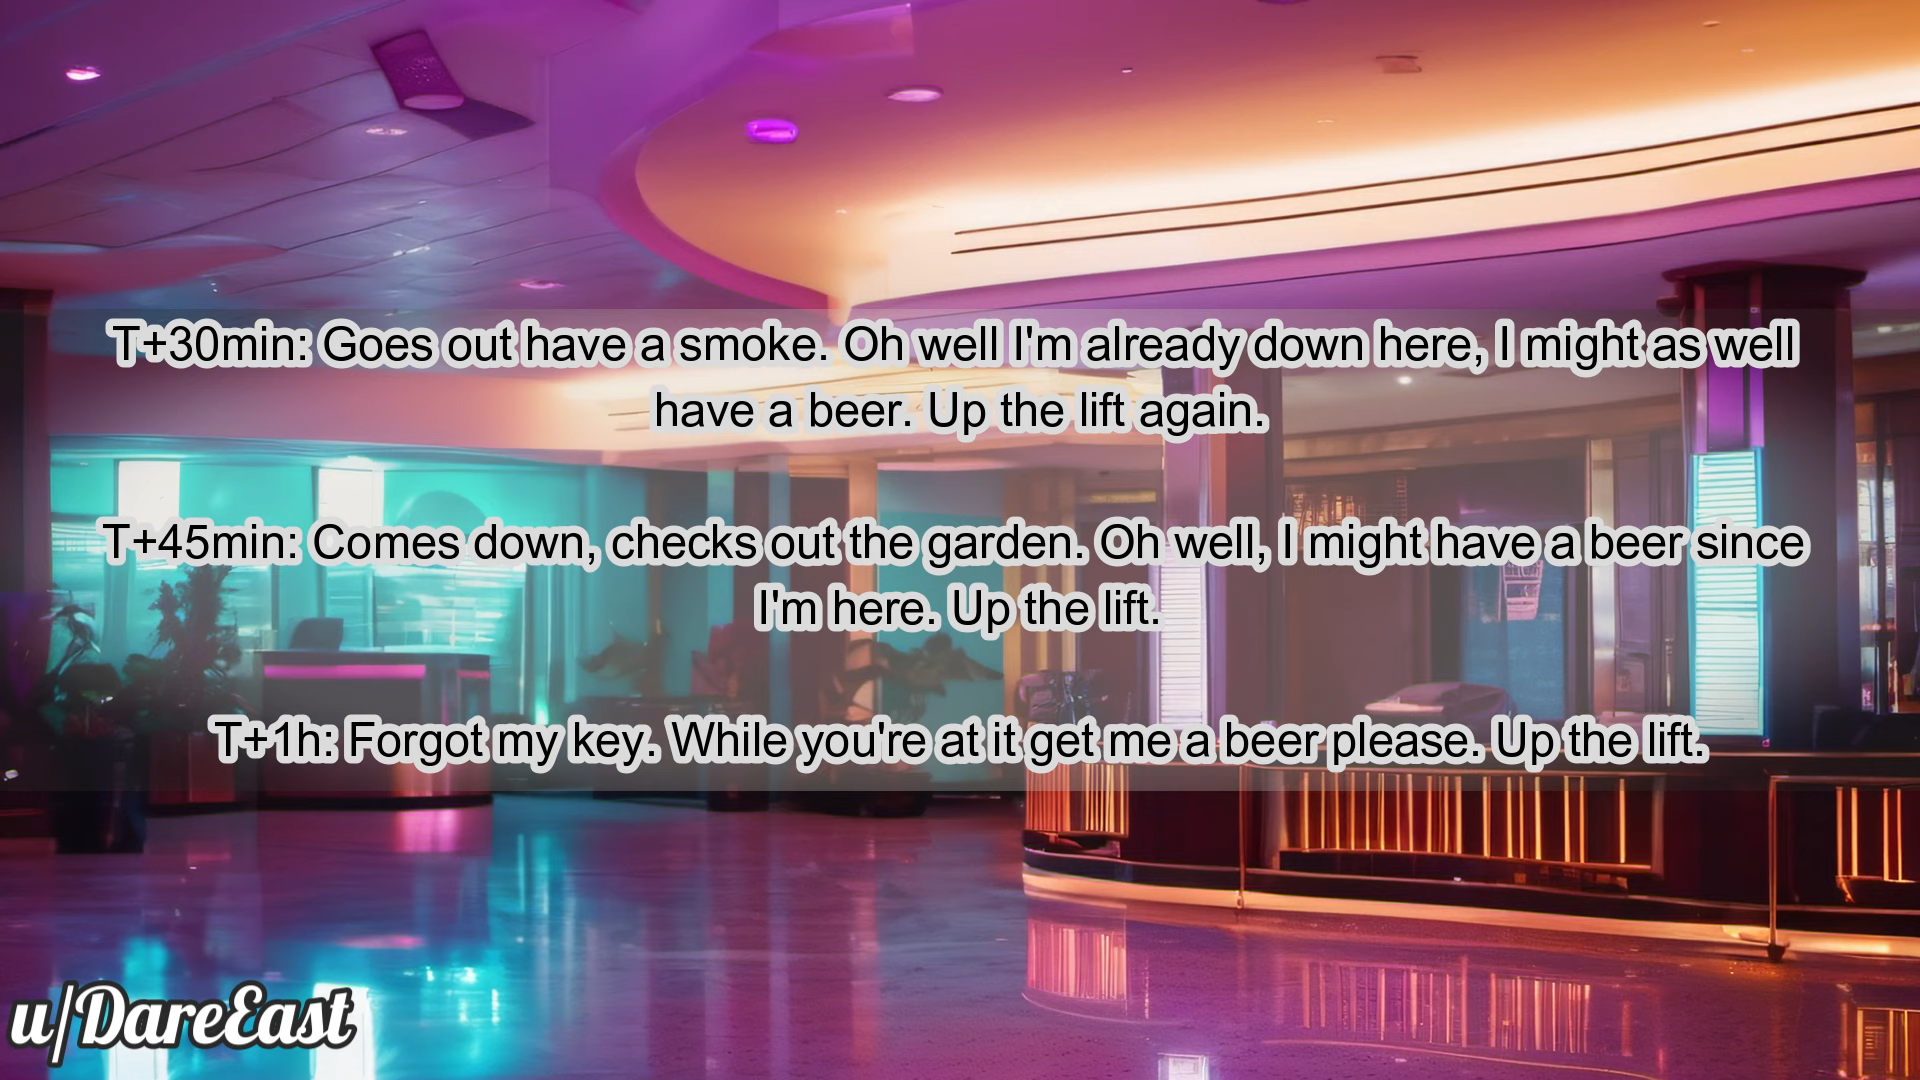 T+30min: Goes out have a smoke. Oh well I'm already down here, I might as well
have a beer. Up the lift again.
T+45min: Comes down, checks out the garden. Oh well, I might have a beer since
I'm here. Up the lift.
T+1h: Forgot my key. While you're at it get me a beer please. Up the lift.
u/DareEast